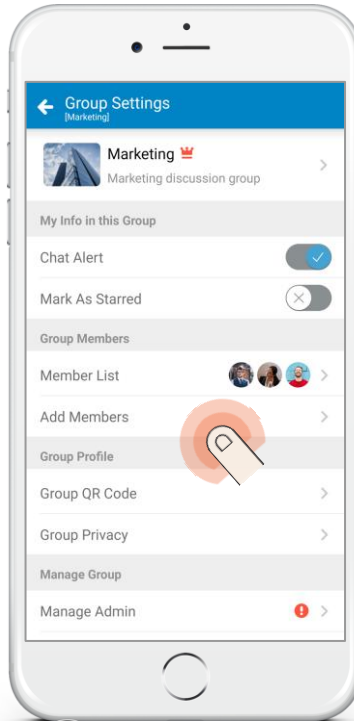 Group Settings
[Marketing]
Marketing
Marketing discussion group
My Info in this Group
Chat Alert
Mark As Starred
Group Members
Member List
Add Members
Group Profile
Group QR Code
Group Privacy
Manage Group
Manage Admin